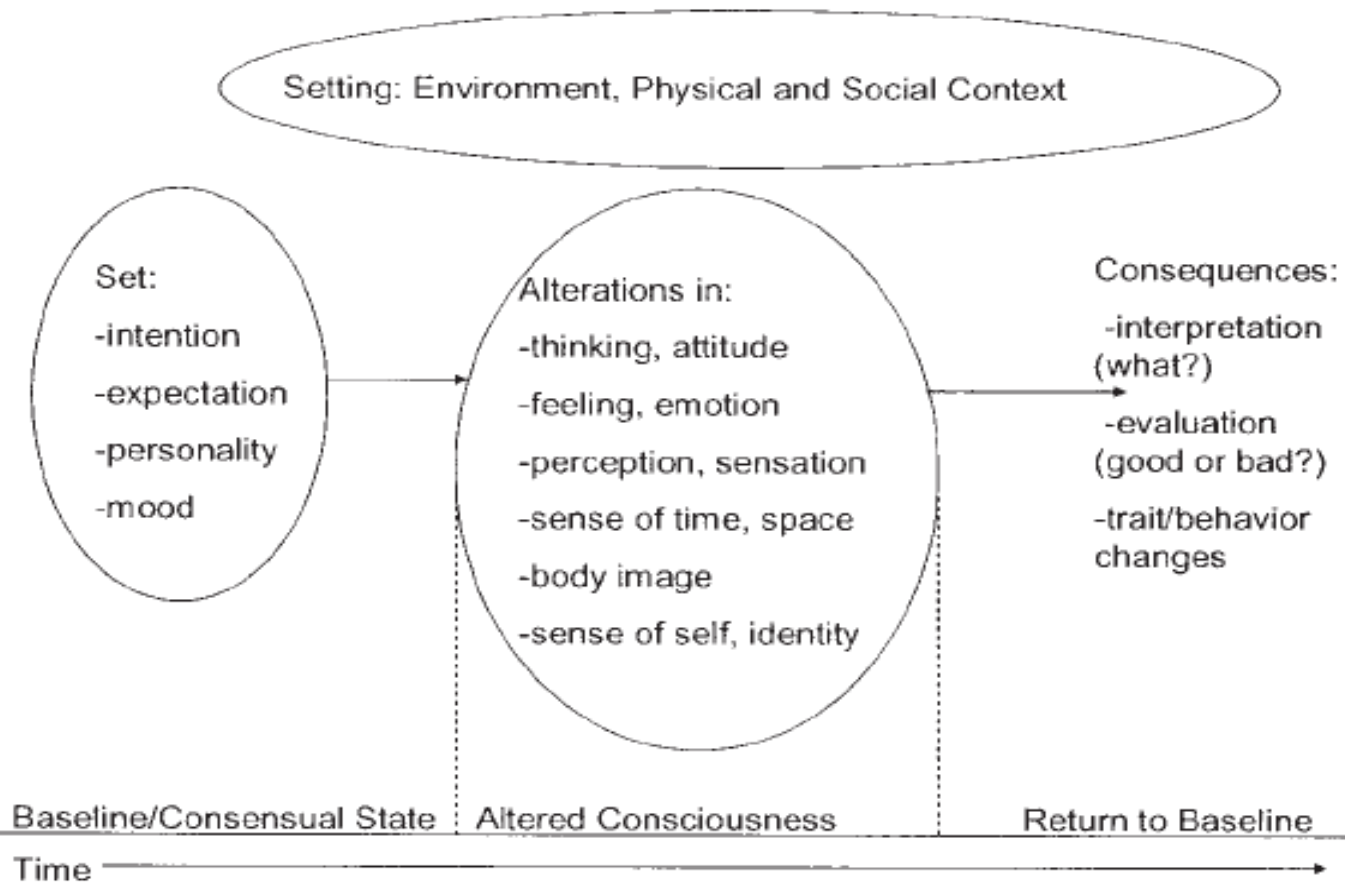 Setting: Environment, Physical and Social Context
Set:
-intention
-expectation
-personality
-mood
Alterations in:
-thinking, attitude
-feeling, emotion
-perception, sensation
-sense of time, space
-body image
-sense of self, identity
Consequences:
-interpretation
(what?)
-evaluation
(good or bad?)
-trait/behavior
changes
Baseline/Consensual State
Altered Consciousness
Return to Baseline
Time